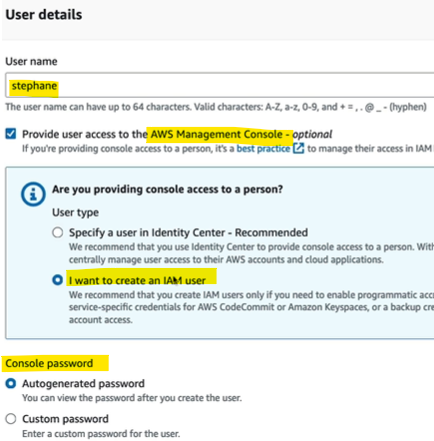 User details
User name
stephane
The user name can have up to 64 characters. Valid characters: A-Z, a-z, 0-9, and + = , . @ _ - (hyphen)
Provide user access to the AWS Management Console - optional
If you're providing console access to a person, it's a best practice to manage their access in IAM
Are you providing console access to a person?
User type
Specify a user in Identity Center - Recommended
We recommend that you use Identity Center to provide console access to a person. With
centrally manage user access to their AWS accounts and cloud applications.
I want to create an IAM user
We recommend that you create IAM users only if you need to enable programmatic acc
service-specific credentials for AWS CodeCommit or Amazon Keyspaces, or a backup cre
account access.
Console password
Autogenerated password
You can view the password after you create the user.
Custom password
Enter a custom password for the user.